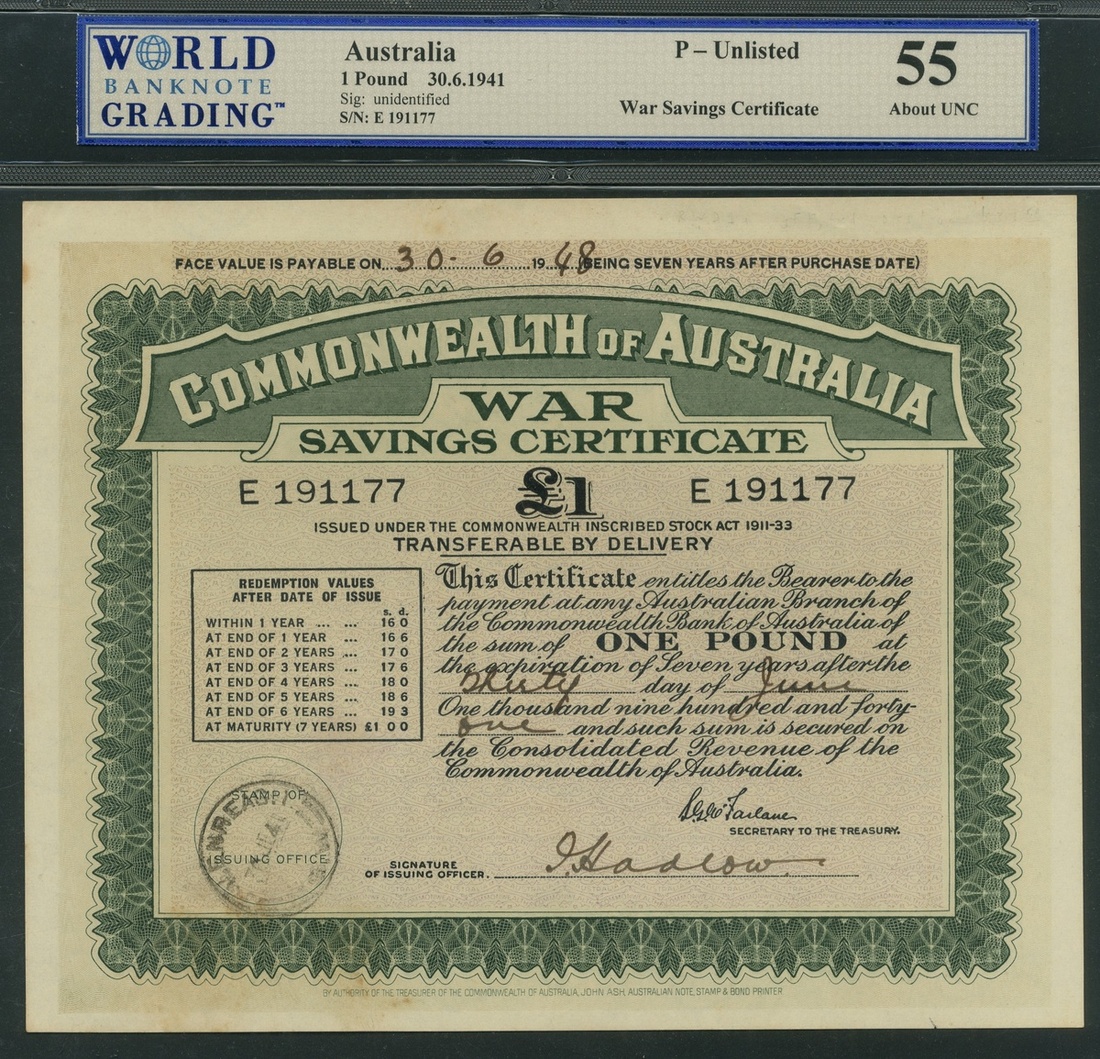 WORLD
BANKNOTE
GRADING™
Australia
1 Pound 30.6.1941
Sig: unidentified
S/N: E 191177
P – Unlisted
War Savings Certificate
55
About UNC
FACE VALUE IS PAYABLE ON 30-6 1948 (BEING SEVEN YEARS AFTER PURCHASE DATE)
COMMONWEALTH OF AUSTRALIA
WAR
SAVINGS CERTIFICATE
E 191177 £1 E 191177
ISSUED UNDER THE COMMONWEALTH INSCRIBED STOCK ACT 1911-33
TRANSFERABLE BY DELIVERY
REDEMPTION VALUES
AFTER DATE OF ISSUE
s. d.
WITHIN 1 YEAR ... ... 16 0
AT END OF 1 YEAR ... 16 6
AT END OF 2 YEARS ... 17 0
AT END OF 3 YEARS ... 17 6
AT END OF 4 YEARS ... 18 0
AT END OF 5 YEARS ... 18 6
AT END OF 6 YEARS ... 19 3
AT MATURITY (7 YEARS) £1 0 0
This Certificate entitles the Bearer to the
payment at any Australian Branch of
the Commonwealth Bank of Australia of
the sum of ONE POUND at
the expiration of Seven years after the
Thirty day of June
One thousand nine hundred and forty-
one and such sum is secured on
the Consolidated Revenue of the
Commonwealth of Australia.
S.G. McFarlane
SECRETARY TO THE TREASURY.
STAMP OF
ISSUING OFFICE
SIGNATURE
OF ISSUING OFFICER. I. Hadlow
BY AUTHORITY OF THE TREASURER OF THE COMMONWEALTH OF AUSTRALIA, JOHN ASH, AUSTRALIAN NOTE, STAMP & BOND PRINTER